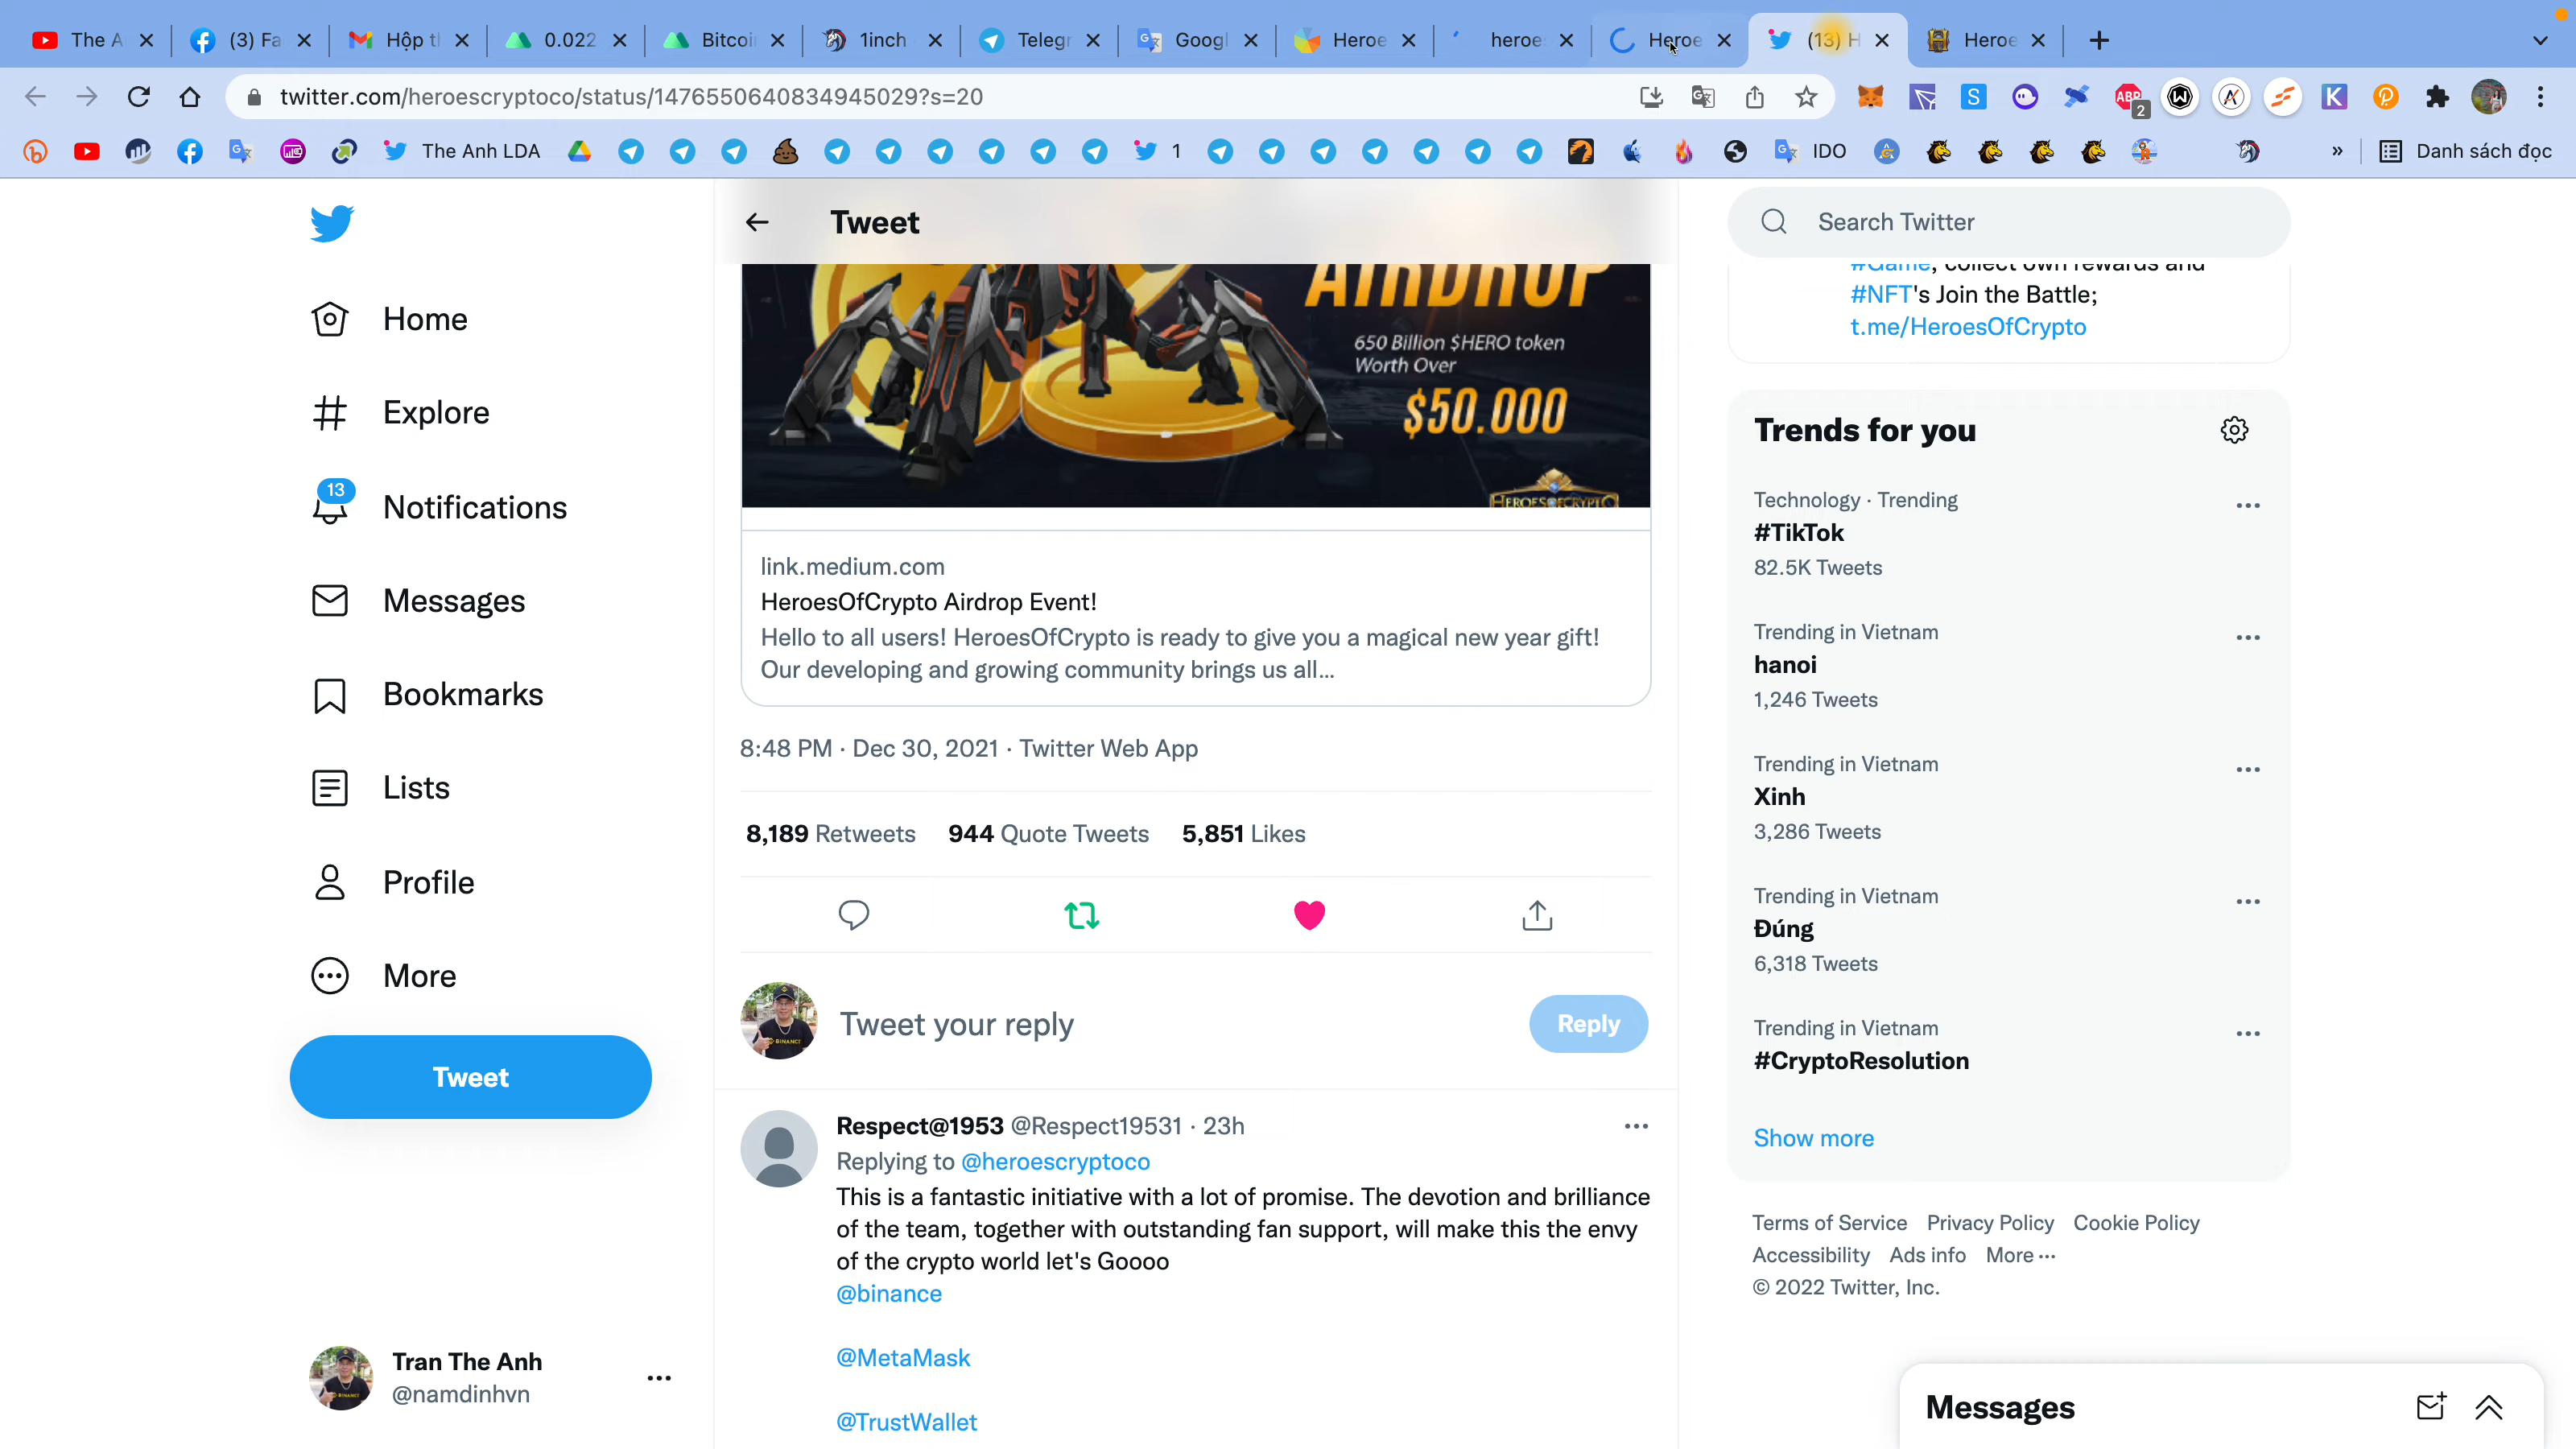 The A
(3) Fa
Hộp t
0.022
Bitcoi
1inch
Telegr
Googl
Heroe
heroe
Heroe
(13) H
Heroe
twitter.com/heroescryptoco/status/1476550640834945029?s=20
ABP
2
The Anh LDA
1
IDO
Danh sách đọc
Home
Explore
13
Notifications
Messages
Bookmarks
Lists
Profile
More
Tweet
Tran The Anh
@namdinhvn
Tweet
AIRDROP
650 Billion $HERO token
Worth Over
$50.000
HEROESOFCRYPTO
link.medium.com
HeroesOfCrypto Airdrop Event!
Hello to all users! HeroesOfCrypto is ready to give you a magical new year gift!
Our developing and growing community brings us all...
8:48 PM · Dec 30, 2021 · Twitter Web App
8,189 Retweets 944 Quote Tweets 5,851 Likes
Tweet your reply
Reply
Respect@1953 @Respect19531 · 23h
Replying to @heroescryptoco
This is a fantastic initiative with a lot of promise. The devotion and brilliance
of the team, together with outstanding fan support, will make this the envy
of the crypto world let's Goooo
@binance
@MetaMask
@TrustWallet
Search Twitter
#Game, collect own rewards and
#NFT's Join the Battle;
t.me/HeroesOfCrypto
Trends for you
Technology · Trending
#TikTok
82.5K Tweets
Trending in Vietnam
hanoi
1,246 Tweets
Trending in Vietnam
Xinh
3,286 Tweets
Trending in Vietnam
Đúng
6,318 Tweets
Trending in Vietnam
#CryptoResolution
Show more
Terms of Service Privacy Policy Cookie Policy
Accessibility Ads info More ...
© 2022 Twitter, Inc.
Messages